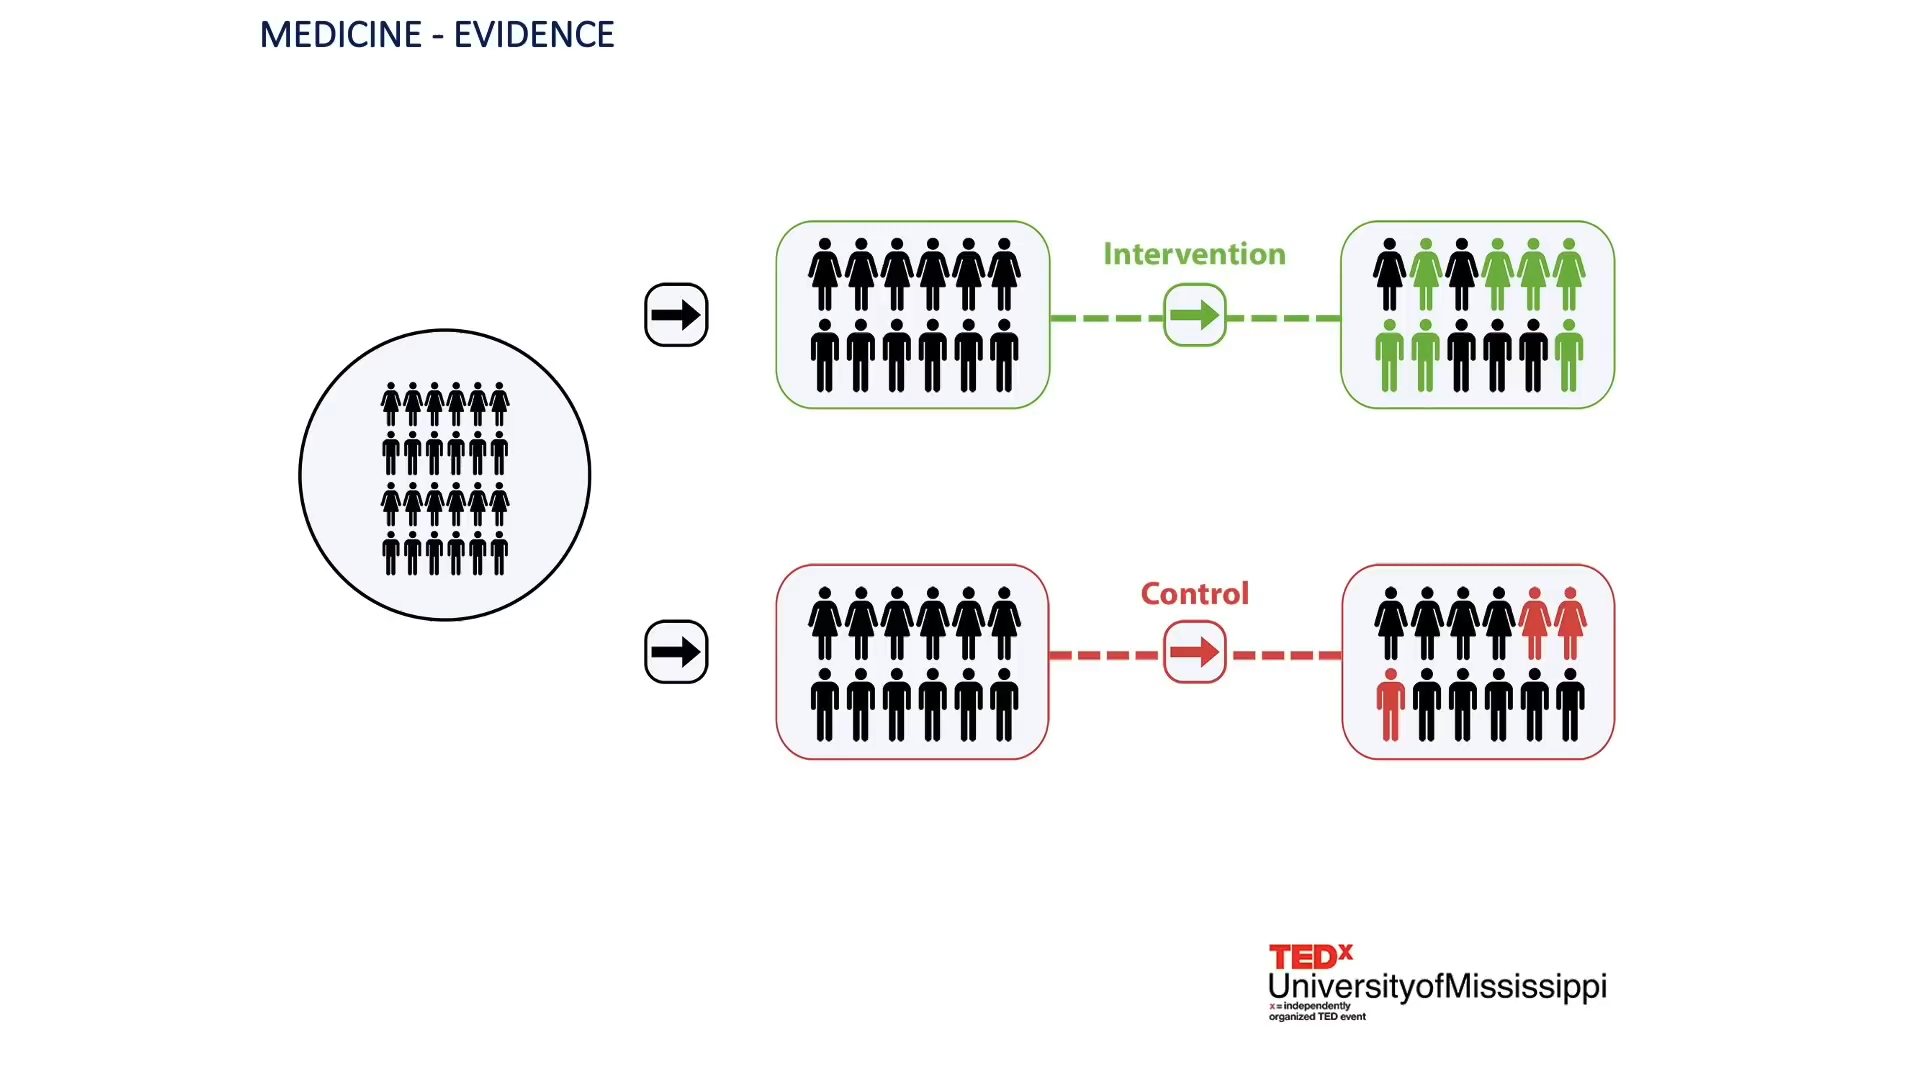 MEDICINE - EVIDENCE
Intervention
Control
TEDx
UniversityofMississippi
x = independently
organized TED event